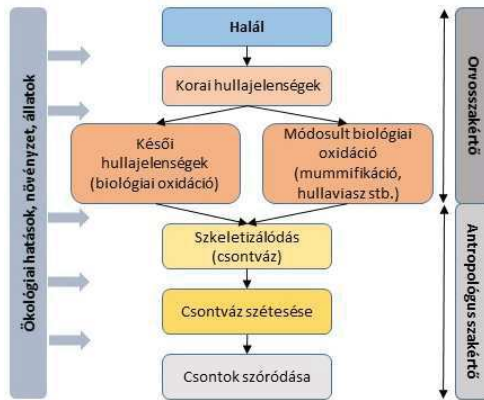 Halál
Korai hullajelenségek
Késői
hullajelenségek
(biológiai oxidáció)
Módosult biológiai
oxidáció
(mummifikáció,
hullaviasz stb.)
Szkeletizálódás
(csontváz)
Csontváz szétesése
Csontok szóródása
Ökológiai hatások, növényzet, állatok
Orvosszakértő
Antropológus szakértő